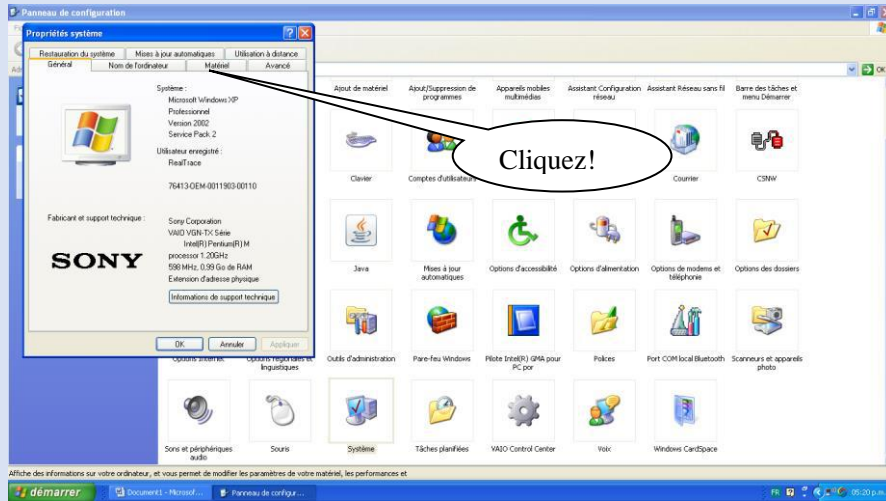 Panneau de configuration
Propriétés système
Restauration du système
Mises à jour automatiques
Utilisation à distance
Général
Nom de l'ordinateur
Matériel
Avancé
Système :
Microsoft Windows XP
Professionnel
Version 2002
Service Pack 2
Utilisateur enregistré :
RealTrace
76413-OEM-0011903-00110
Fabricant et support technique :
Sony Corporation
VAIO VGN-TX Série
Intel(R) Pentium(R) M
processor 1.20GHz
598 MHz, 0.99 Go de RAM
Extension d'adresse physique
SONY
Informations de support technique
OK
Annuler
Appliquer
OK
Ajout de matériel
Ajout/Suppression de
programmes
Appareils mobiles
multimédias
Assistant Configuration
réseau
Assistant Réseau sans fil
Barre des tâches et
menu Démarrer
Cliquez!
Clavier
Comptes d'utilisateurs
Courrier
CSNW
Java
Mises à jour
automatiques
Options d'accessibilité
Options d'alimentation
Options de modems et
téléphonie
Options des dossiers
Options Internet
Options régionales et
linguistiques
Outils d'administration
Pare-feu Windows
Pilote Intel(R) GMA pour
PC por
Polices
Port COM local Bluetooth
Scanneurs et appareils
photo
Sons et périphériques
audio
Souris
Système
Tâches planifiées
VAIO Control Center
Voix
Windows CardSpace
Affiche des informations sur votre ordinateur, et vous permet de modifier les paramètres de votre matériel, les performances et
démarrer
Document1 - Microsof...
Panneau de configur...
FR
05:20 p.m.